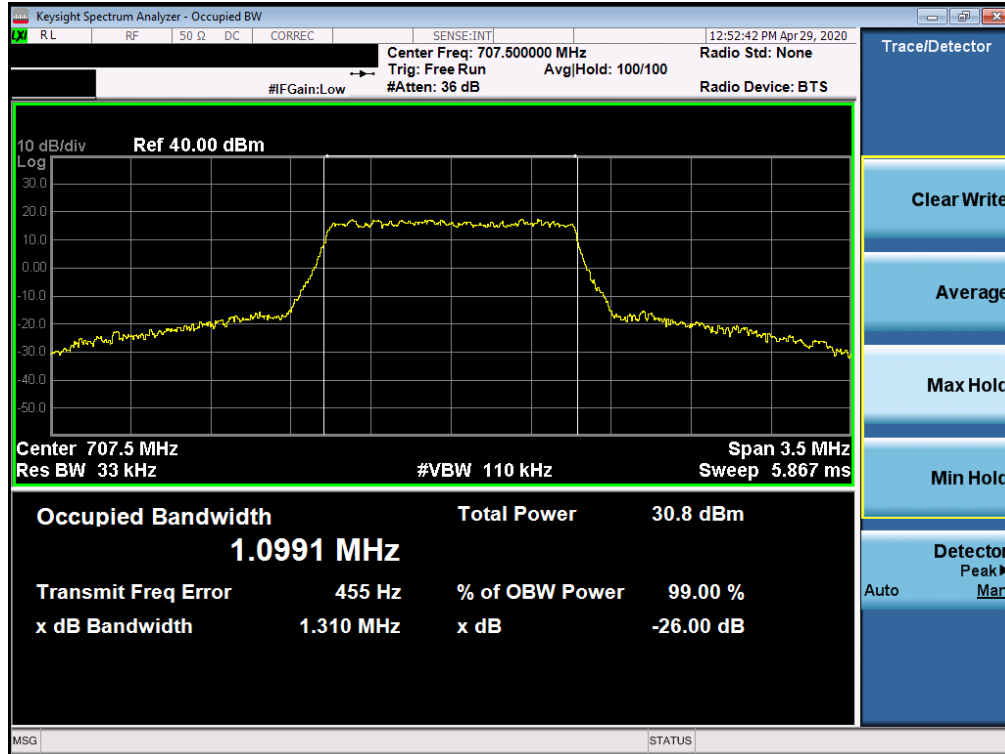 Keysight Spectrum Analyzer - Occupied BW
LXI RL RF 50 Ω DC CORREC SENSE:INT 12:52:42 PM Apr 29, 2020
Center Freq: 707.500000 MHz Radio Std: None
Trig: Free Run Avg|Hold: 100/100
#IFGain:Low #Atten: 36 dB Radio Device: BTS
Trace/Detector
10 dB/div Ref 40.00 dBm
Log
30.0
20.0
10.0
0.00
-10.0
-20.0
-30.0
-40.0
-50.0
Center 707.5 MHz Span 3.5 MHz
Res BW 33 kHz #VBW 110 kHz Sweep 5.867 ms
Occupied Bandwidth Total Power 30.8 dBm
1.0991 MHz
Transmit Freq Error 455 Hz % of OBW Power 99.00 %
x dB Bandwidth 1.310 MHz x dB -26.00 dB
Clear Write
Average
Max Hold
Min Hold
Detector
Peak
Auto Man
MSG STATUS